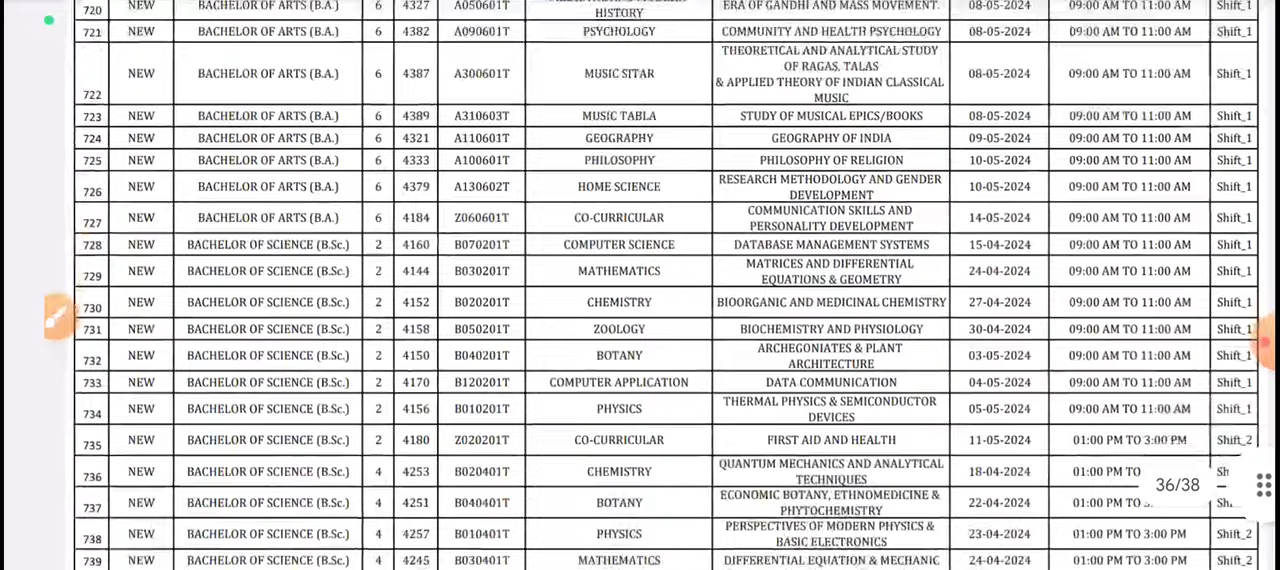 720 NEW BACHELOR OF ARTS (B.A.) 6 4327 A050601T HISTORY ERA OF GANDHI AND MASS MOVEMENT. 08-05-2024 09:00 AM TO 11:00 AM Shift_1
721 NEW BACHELOR OF ARTS (B.A.) 6 4382 A090601T PSYCHOLOGY COMMUNITY AND HEALTH PSYCHOLOGY 08-05-2024 09:00 AM TO 11:00 AM Shift_1
722 NEW BACHELOR OF ARTS (B.A.) 6 4387 A300601T MUSIC SITAR THEORETICAL AND ANALYTICAL STUDY OF RAGAS, TALAS & APPLIED THEORY OF INDIAN CLASSICAL MUSIC 08-05-2024 09:00 AM TO 11:00 AM Shift_1
723 NEW BACHELOR OF ARTS (B.A.) 6 4389 A310603T MUSIC TABLA STUDY OF MUSICAL EPICS/BOOKS 08-05-2024 09:00 AM TO 11:00 AM Shift_1
724 NEW BACHELOR OF ARTS (B.A.) 6 4321 A110601T GEOGRAPHY GEOGRAPHY OF INDIA 09-05-2024 09:00 AM TO 11:00 AM Shift_1
725 NEW BACHELOR OF ARTS (B.A.) 6 4333 A100601T PHILOSOPHY PHILOSOPHY OF RELIGION 10-05-2024 09:00 AM TO 11:00 AM Shift_1
726 NEW BACHELOR OF ARTS (B.A.) 6 4379 A130602T HOME SCIENCE RESEARCH METHODOLOGY AND GENDER DEVELOPMENT 10-05-2024 09:00 AM TO 11:00 AM Shift_1
727 NEW BACHELOR OF ARTS (B.A.) 6 4184 Z060601T CO-CURRICULAR COMMUNICATION SKILLS AND PERSONALITY DEVELOPMENT 14-05-2024 09:00 AM TO 11:00 AM Shift_1
728 NEW BACHELOR OF SCIENCE (B.Sc.) 2 4160 B070201T COMPUTER SCIENCE DATABASE MANAGEMENT SYSTEMS 15-04-2024 09:00 AM TO 11:00 AM Shift_1
729 NEW BACHELOR OF SCIENCE (B.Sc.) 2 4144 B030201T MATHEMATICS MATRICES AND DIFFERENTIAL EQUATIONS & GEOMETRY 24-04-2024 09:00 AM TO 11:00 AM Shift_1
730 NEW BACHELOR OF SCIENCE (B.Sc.) 2 4152 B020201T CHEMISTRY BIOORGANIC AND MEDICINAL CHEMISTRY 27-04-2024 09:00 AM TO 11:00 AM Shift_1
731 NEW BACHELOR OF SCIENCE (B.Sc.) 2 4158 B050201T ZOOLOGY BIOCHEMISTRY AND PHYSIOLOGY 30-04-2024 09:00 AM TO 11:00 AM Shift_1
732 NEW BACHELOR OF SCIENCE (B.Sc.) 2 4150 B040201T BOTANY ARCHEGONIATES & PLANT ARCHITECTURE 03-05-2024 09:00 AM TO 11:00 AM Shift_1
733 NEW BACHELOR OF SCIENCE (B.Sc.) 2 4170 B120201T COMPUTER APPLICATION DATA COMMUNICATION 04-05-2024 09:00 AM TO 11:00 AM Shift_1
734 NEW BACHELOR OF SCIENCE (B.Sc.) 2 4156 B010201T PHYSICS THERMAL PHYSICS & SEMICONDUCTOR DEVICES 05-05-2024 09:00 AM TO 11:00 AM Shift_1
735 NEW BACHELOR OF SCIENCE (B.Sc.) 2 4180 Z020201T CO-CURRICULAR FIRST AID AND HEALTH 11-05-2024 01:00 PM TO 3:00 PM Shift_2
736 NEW BACHELOR OF SCIENCE (B.Sc.) 4 4253 B020401T CHEMISTRY QUANTUM MECHANICS AND ANALYTICAL TECHNIQUES 18-04-2024 01:00 PM TO
36/38
737 NEW BACHELOR OF SCIENCE (B.Sc.) 4 4251 B040401T BOTANY ECONOMIC BOTANY, ETHNOMEDICINE & PHYTOCHEMISTRY 22-04-2024 01:00 PM TO
738 NEW BACHELOR OF SCIENCE (B.Sc.) 4 4257 B010401T PHYSICS PERSPECTIVES OF MODERN PHYSICS & BASIC ELECTRONICS 23-04-2024 01:00 PM TO 3:00 PM Shift_2
739 NEW BACHELOR OF SCIENCE (B.Sc.) 4 4245 B030401T MATHEMATICS DIFFERENTIAL EQUATION & MECHANIC 24-04-2024 01:00 PM TO 3:00 PM Shift_2